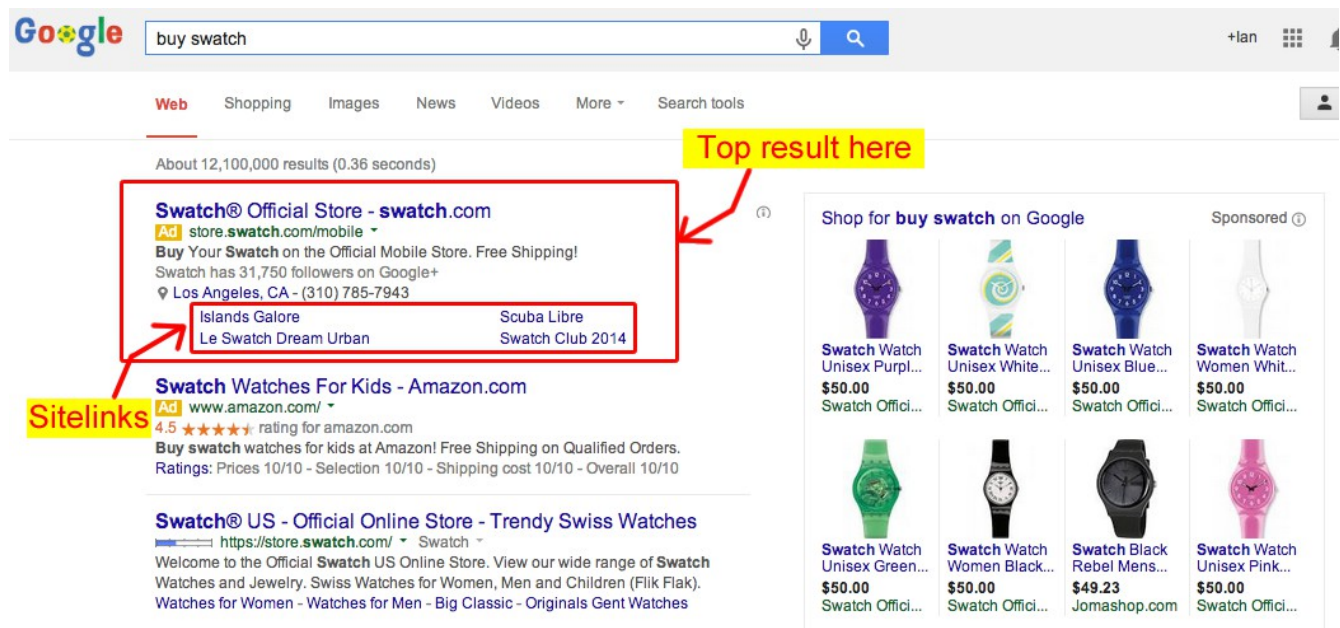 Google
buy swatch
+Ian
Web Shopping Images News Videos More Search tools
About 12,100,000 results (0.36 seconds)
Top result here
Swatch® Official Store - swatch.com
Ad store.swatch.com/mobile
Buy Your Swatch on the Official Mobile Store. Free Shipping!
Swatch has 31,750 followers on Google+
Los Angeles, CA - (310) 785-7943
Islands Galore Scuba Libre
Le Swatch Dream Urban Swatch Club 2014
Sitelinks
Swatch Watches For Kids - Amazon.com
Ad www.amazon.com/
4.5 rating for amazon.com
Buy swatch watches for kids at Amazon! Free Shipping on Qualified Orders.
Ratings: Prices 10/10 - Selection 10/10 - Shipping cost 10/10 - Overall 10/10
Swatch® US - Official Online Store - Trendy Swiss Watches
https://store.swatch.com/ Swatch
Welcome to the Official Swatch US Online Store. View our wide range of Swatch
Watches and Jewelry. Swiss Watches for Women, Men and Children (Flik Flak).
Watches for Women - Watches for Men - Big Classic - Originals Gent Watches
Shop for buy swatch on Google Sponsored
Swatch Watch
Unisex Purpl...
$50.00
Swatch Offici...
Swatch Watch
Unisex White...
$50.00
Swatch Offici...
Swatch Watch
Unisex Blue...
$50.00
Swatch Offici...
Swatch Watch
Women Whit...
$50.00
Swatch Offici...
Swatch Watch
Unisex Green...
$50.00
Swatch Offici...
Swatch Watch
Women Black...
$50.00
Swatch Offici...
Swatch Black
Rebel Mens...
$49.23
Jomashop.com
Swatch Watch
Unisex Pink...
$50.00
Swatch Offici...